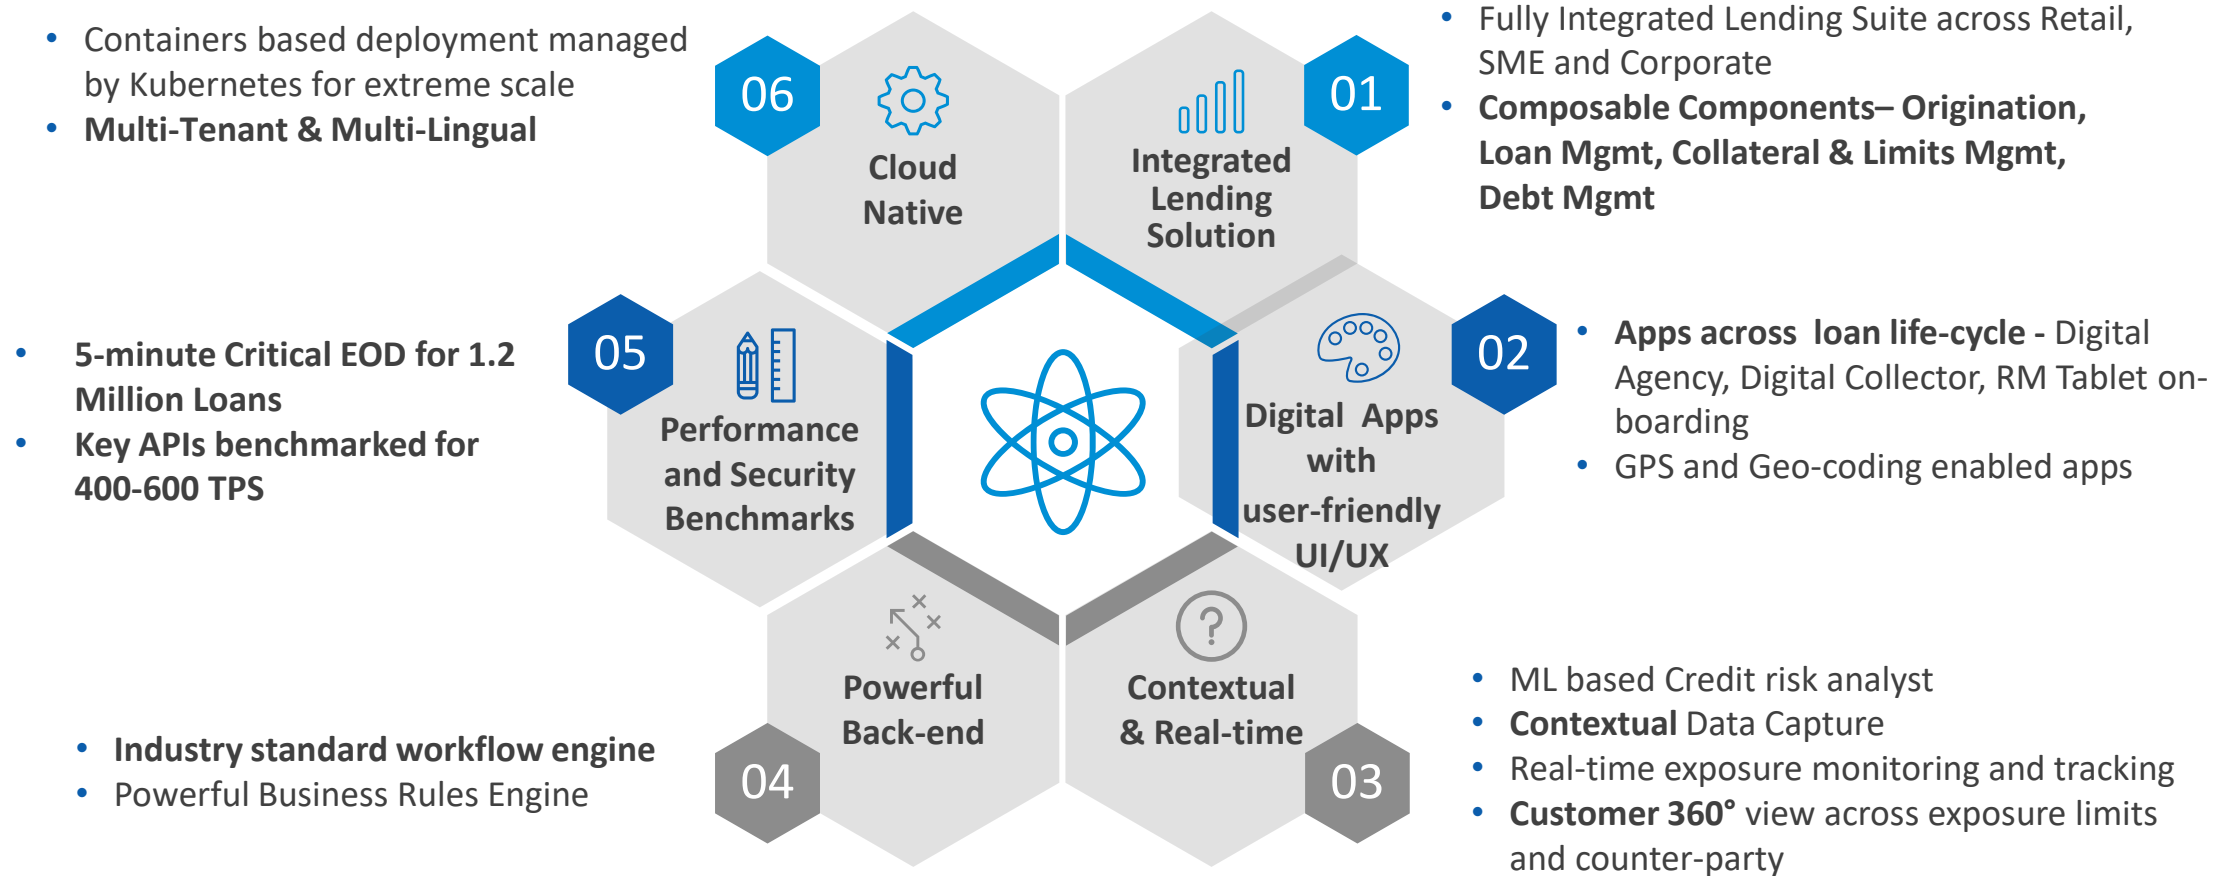 01
Integrated
Lending
Solution
• Fully Integrated Lending Suite across Retail,
SME and Corporate
• Composable Components– Origination,
Loan Mgmt, Collateral & Limits Mgmt,
Debt Mgmt
02
Digital  Apps
with
user-friendly
UI/UX
• Apps across  loan life-cycle - Digital
Agency, Digital Collector, RM Tablet on-
boarding
• GPS and Geo-coding enabled apps
03
Contextual
& Real-time
• ML based Credit risk analyst
• Contextual Data Capture
• Real-time exposure monitoring and tracking
• Customer 360° view across exposure limits
and counter-party
04
Powerful
Back-end
• Industry standard workflow engine
• Powerful Business Rules Engine
05
Performance
and Security
Benchmarks
• 5-minute Critical EOD for 1.2
Million Loans
• Key APIs benchmarked for
400-600 TPS
06
Cloud
Native
• Containers based deployment managed
by Kubernetes for extreme scale
• Multi-Tenant & Multi-Lingual